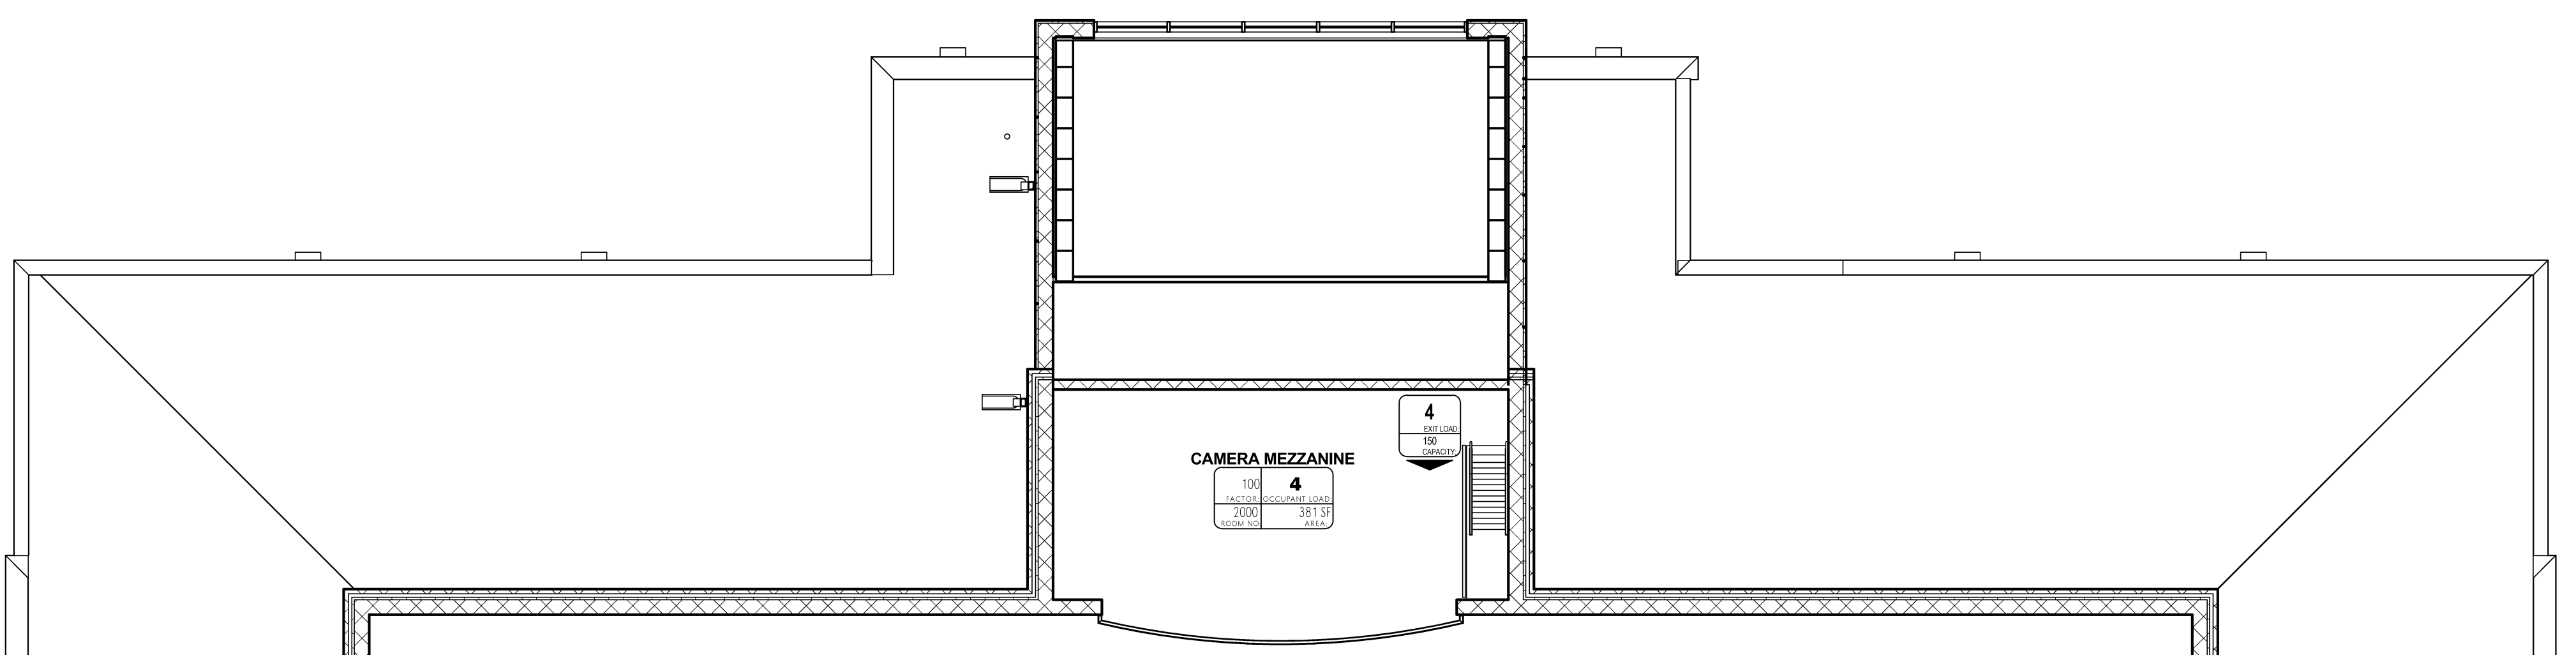 4
EXIT LOAD:
150
CAPACITY:
CAMERA MEZZANINE
100 4
FACTOR: OCCUPANT LOAD:
2000 381 SF
ROOM NO: AREA: